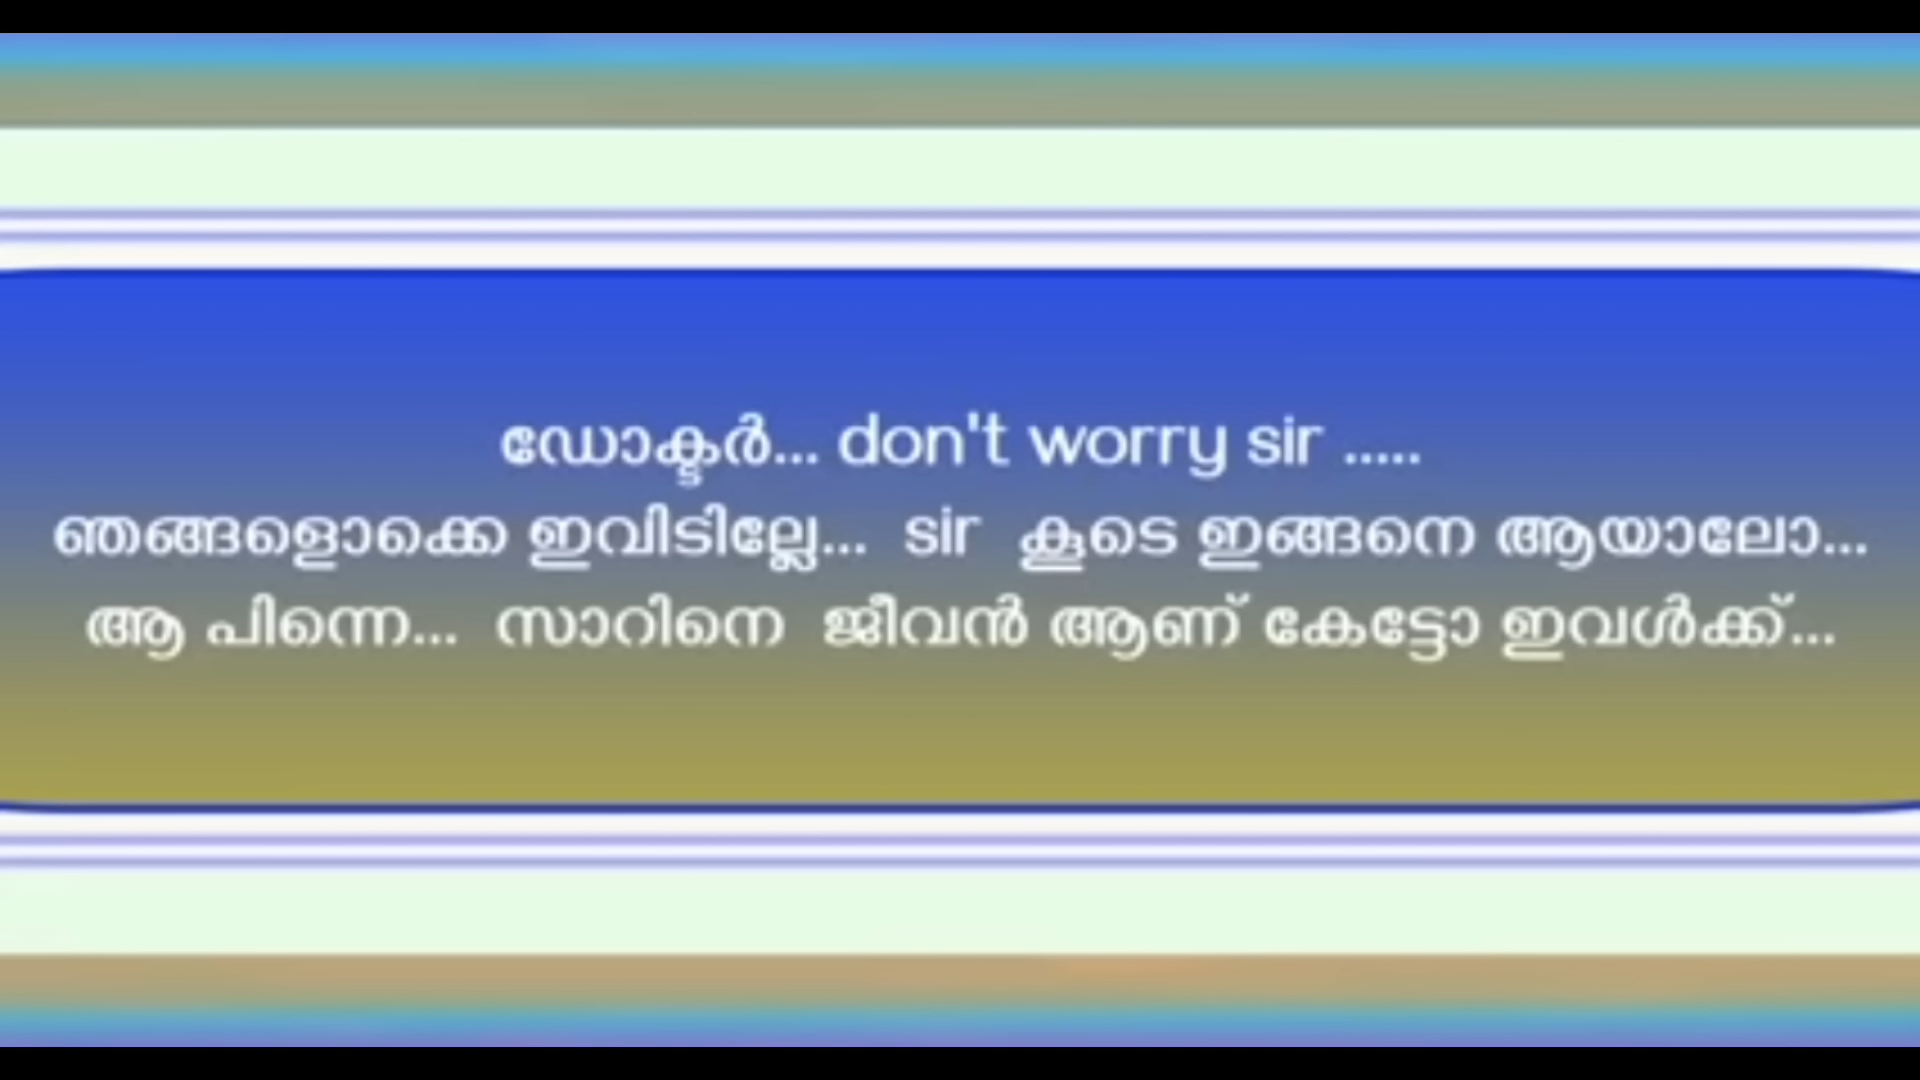 ഡോക്ടർ... don't worry sir .....
ഞങ്ങളൊക്കെ ഇവിടില്ലേ... sir കൂടെ ഇങ്ങനെ ആയാലോ...
ആ പിന്നെ... സാറിനെ ജീവൻ ആണ് കേട്ടോ ഇവൾക്ക്...